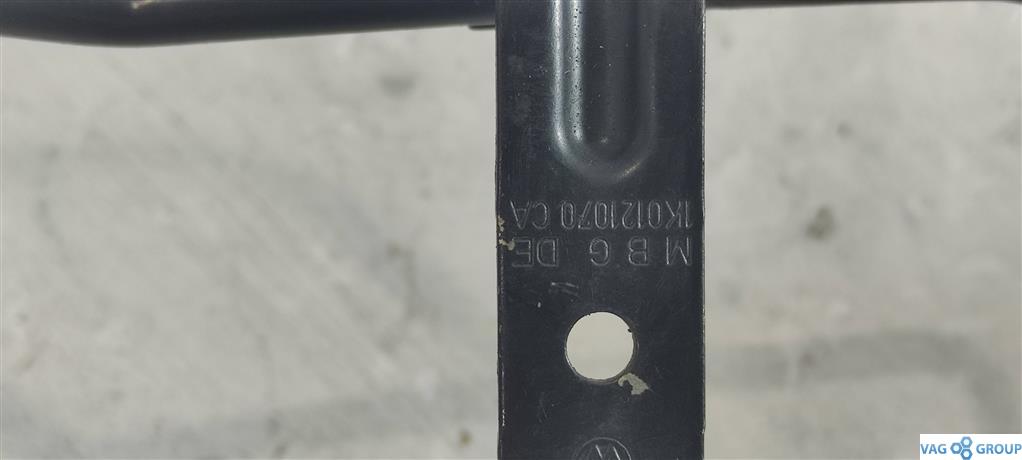 M B G DE
1K0121070 CA
VAG GROUP